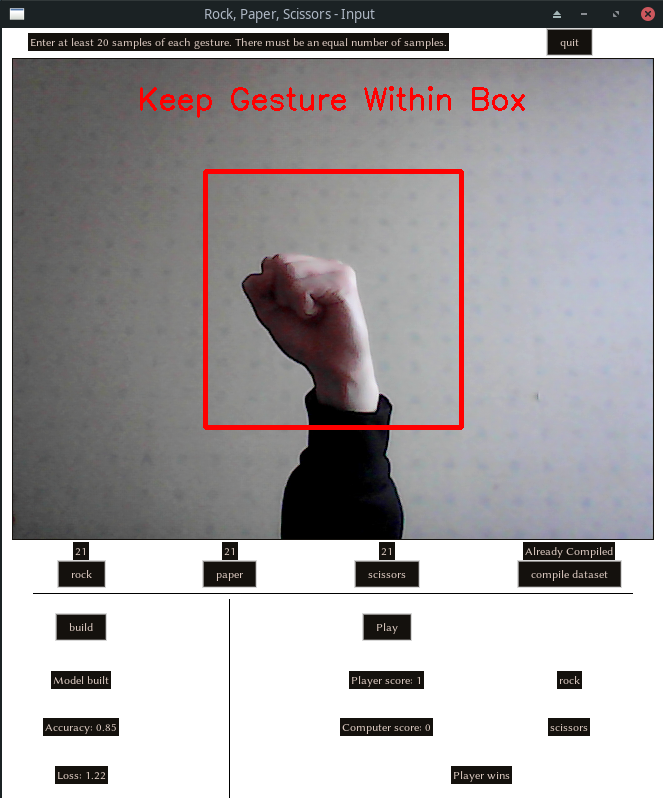 Rock, Paper, Scissors - Input
Enter at least 20 samples of each gesture. There must be an equal number of samples.
quit
Keep Gesture Within Box
21
21
21
Already Compiled
rock
paper
scissors
compile dataset
build
Play
Model built
Player score: 1
rock
Accuracy: 0.85
Computer score: 0
scissors
Loss: 1.22
Player wins